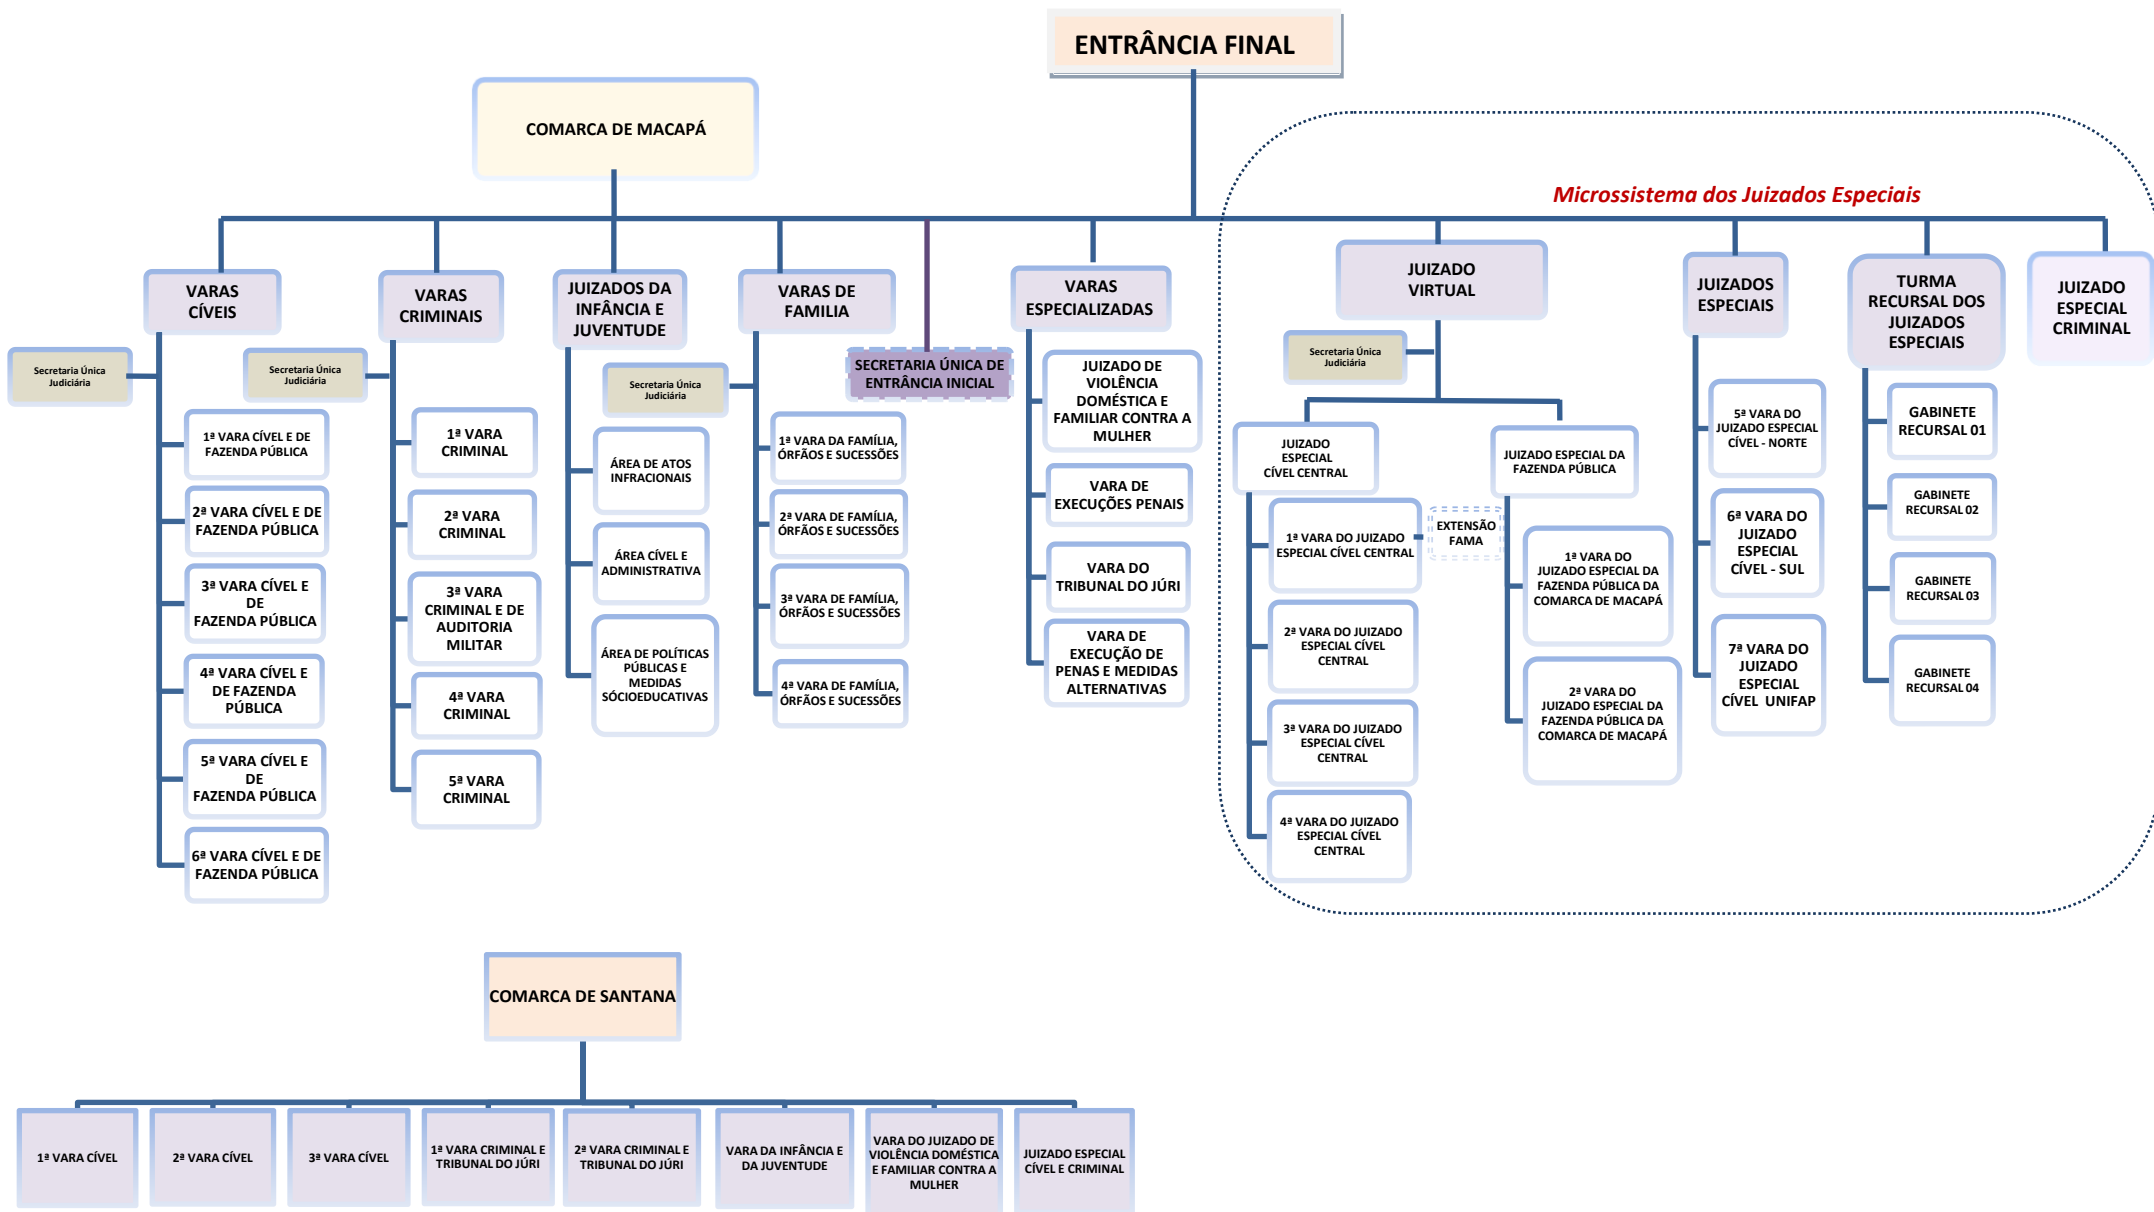 ENTRÂNCIA FINAL
COMARCA DE MACAPÁ
Microssistema dos Juizados Especiais
VARAS
CÍVEIS
Secretaria Única
Judiciária
1ª VARA CÍVEL E DE
FAZENDA PÚBLICA
2ª VARA CÍVEL E DE
FAZENDA PÚBLICA
3ª VARA CÍVEL E
DE
FAZENDA PÚBLICA
4ª VARA CÍVEL E
DE FAZENDA
PÚBLICA
5ª VARA CÍVEL E
DE
FAZENDA PÚBLICA
6ª VARA CÍVEL E DE
FAZENDA PÚBLICA
VARAS
CRIMINAIS
Secretaria Única
Judiciária
1ª VARA
CRIMINAL
2ª VARA
CRIMINAL
3ª VARA
CRIMINAL E DE
AUDITORIA
MILITAR
4ª VARA
CRIMINAL
5ª VARA
CRIMINAL
JUIZADOS DA
INFÂNCIA E
JUVENTUDE
ÁREA DE ATOS
INFRACIONAIS
ÁREA CÍVEL E
ADMINISTRATIVA
ÁREA DE POLÍTICAS
PÚBLICAS E
MEDIDAS
SÓCIOEDUCATIVAS
VARAS DE
FAMILIA
Secretaria Única
Judiciária
1ª VARA DA FAMÍLIA,
ÓRFÃOS E SUCESSÕES
2ª VARA DE FAMÍLIA,
ÓRFÃOS E SUCESSÕES
3ª VARA DE FAMÍLIA,
ÓRFÃOS E SUCESSÕES
4ª VARA DE FAMÍLIA,
ÓRFÃOS E SUCESSÕES
SECRETARIA ÚNICA DE
ENTRÂNCIA INICIAL
VARAS
ESPECIALIZADAS
JUIZADO DE
VIOLÊNCIA
DOMÉSTICA E
FAMILIAR CONTRA A
MULHER
VARA DE
EXECUÇÕES PENAIS
VARA DO
TRIBUNAL DO JÚRI
VARA DE
EXECUÇÃO DE
PENAS E MEDIDAS
ALTERNATIVAS
JUIZADO
VIRTUAL
Secretaria Única
Judiciária
JUIZADO
ESPECIAL
CÍVEL CENTRAL
1ª VARA DO JUIZADO
ESPECIAL CÍVEL CENTRAL
EXTENSÃO
FAMA
2ª VARA DO JUIZADO
ESPECIAL CÍVEL
CENTRAL
3ª VARA DO JUIZADO
ESPECIAL CÍVEL
CENTRAL
4ª VARA DO JUIZADO
ESPECIAL CÍVEL
CENTRAL
JUIZADO ESPECIAL DA
FAZENDA PÚBLICA
1ª VARA DO
JUIZADO ESPECIAL DA
FAZENDA PÚBLICA DA
COMARCA DE MACAPÁ
2ª VARA DO
JUIZADO ESPECIAL DA
FAZENDA PÚBLICA DA
COMARCA DE MACAPÁ
JUIZADOS
ESPECIAIS
5ª VARA DO
JUIZADO ESPECIAL
CÍVEL - NORTE
6ª VARA DO
JUIZADO
ESPECIAL
CÍVEL - SUL
7ª VARA DO
JUIZADO
ESPECIAL
CÍVEL UNIFAP
TURMA
RECURSAL DOS
JUIZADOS
ESPECIAIS
GABINETE
RECURSAL 01
GABINETE
RECURSAL 02
GABINETE
RECURSAL 03
GABINETE
RECURSAL 04
JUIZADO
ESPECIAL
CRIMINAL
COMARCA DE SANTANA
1ª VARA CÍVEL
2ª VARA CÍVEL
3ª VARA CÍVEL
1ª VARA CRIMINAL E
TRIBUNAL DO JÚRI
2ª VARA CRIMINAL E
TRIBUNAL DO JÚRI
VARA DA INFÂNCIA E
DA JUVENTUDE
VARA DO JUIZADO DE
VIOLÊNCIA DOMÉSTICA
E FAMILIAR CONTRA A
MULHER
JUIZADO ESPECIAL
CÍVEL E CRIMINAL